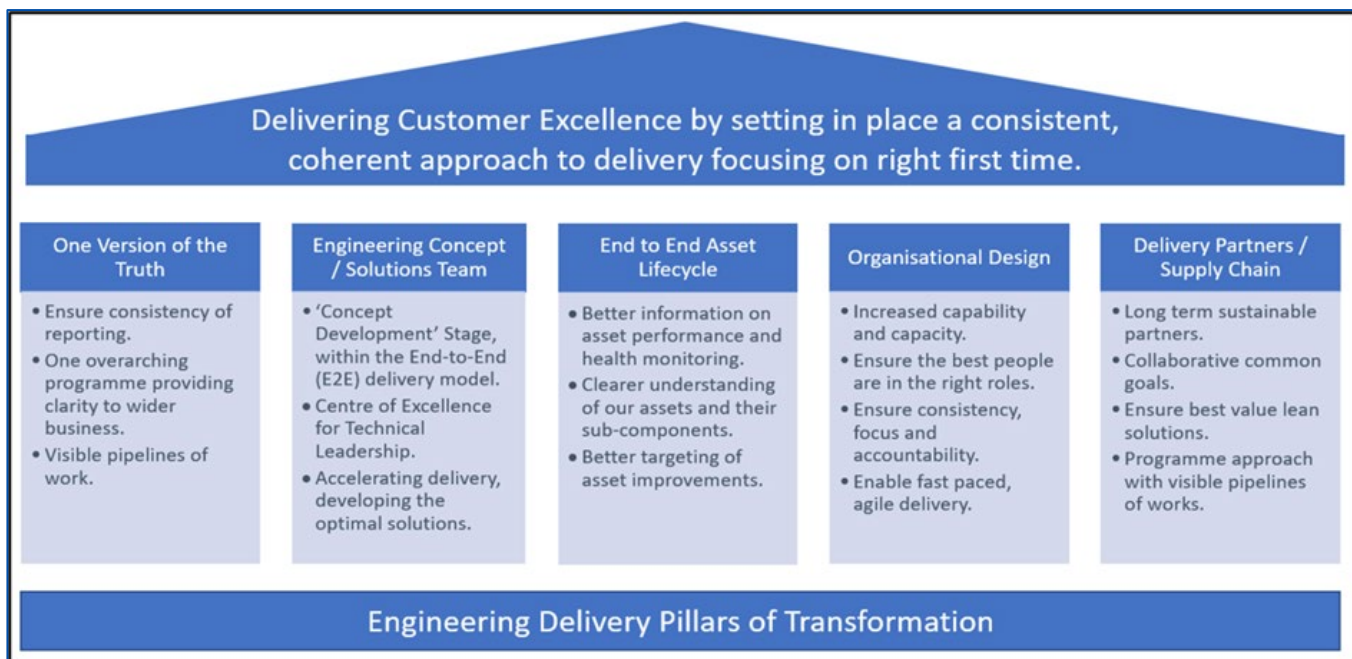 Delivering Customer Excellence by setting in place a consistent,
coherent approach to delivery focusing on right first time.
One Version of the
Truth
• Ensure consistency of
reporting.
• One overarching
programme providing
clarity to wider
business.
• Visible pipelines of
work.
Engineering Concept
/ Solutions Team
• ‘Concept
Development’ Stage,
within the End-to-End
(E2E) delivery model.
• Centre of Excellence
for Technical
Leadership.
• Accelerating delivery,
developing the
optimal solutions.
End to End Asset
Lifecycle
• Better information on
asset performance and
health monitoring.
• Clearer understanding
of our assets and their
sub-components.
• Better targeting of
asset improvements.
Organisational Design
• Increased capability
and capacity.
• Ensure the best people
are in the right roles.
• Ensure consistency,
focus and
accountability.
• Enable fast paced,
agile delivery.
Delivery Partners /
Supply Chain
• Long term sustainable
partners.
• Collaborative common
goals.
• Ensure best value lean
solutions.
• Programme approach
with visible pipelines
of works.
Engineering Delivery Pillars of Transformation